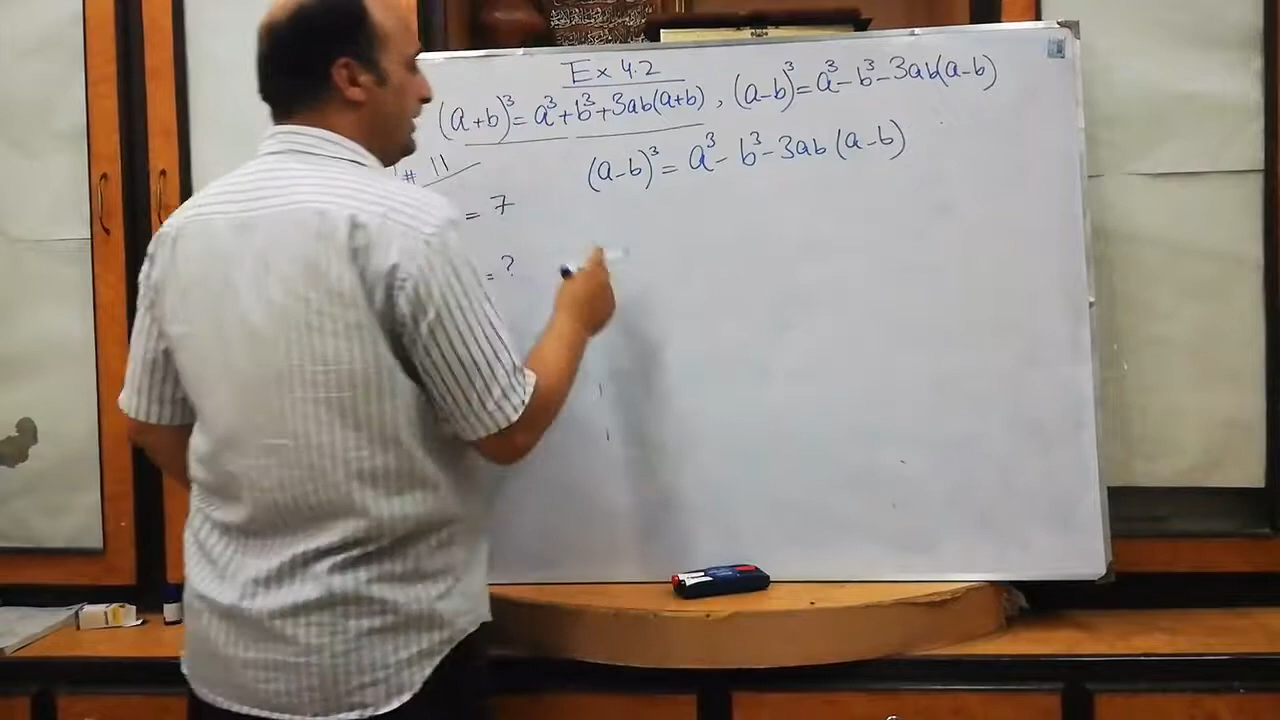 Ex 4.2
(a+b)³ = a³+b³+3ab(a+b) , (a-b)³ = a³-b³-3ab(a-b)
# 11
(a-b)³ = a³ - b³ - 3ab (a-b)
= 7
= ?